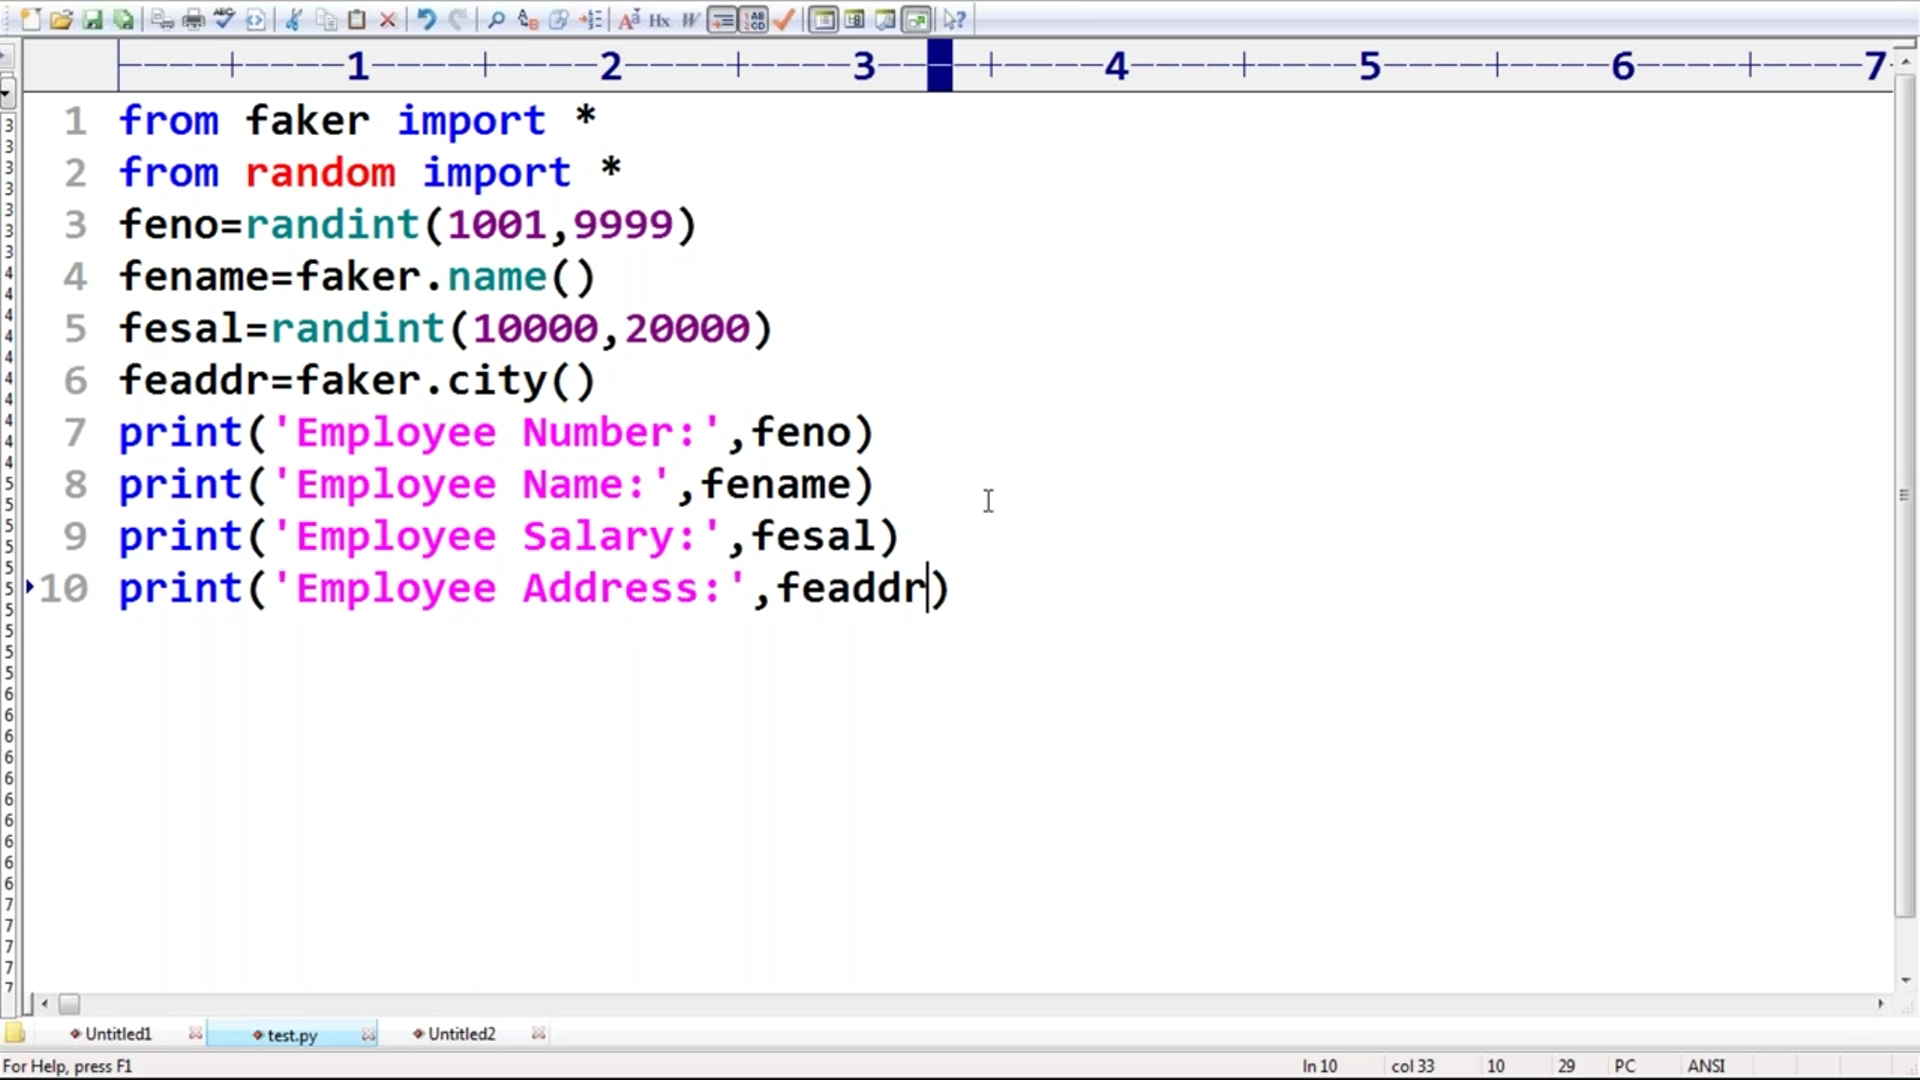 1 2 3 4 5 6 7
1 from faker import *
2 from random import *
3 feno=randint(1001,9999)
4 fename=faker.name()
5 fesal=randint(10000,20000)
6 feaddr=faker.city()
7 print('Employee Number:',feno)
8 print('Employee Name:',fename)
9 print('Employee Salary:',fesal)
10 print('Employee Address:',feaddr)
Untitled1 test.py Untitled2
For Help, press F1 ln 10 col 33 10 29 PC ANSI